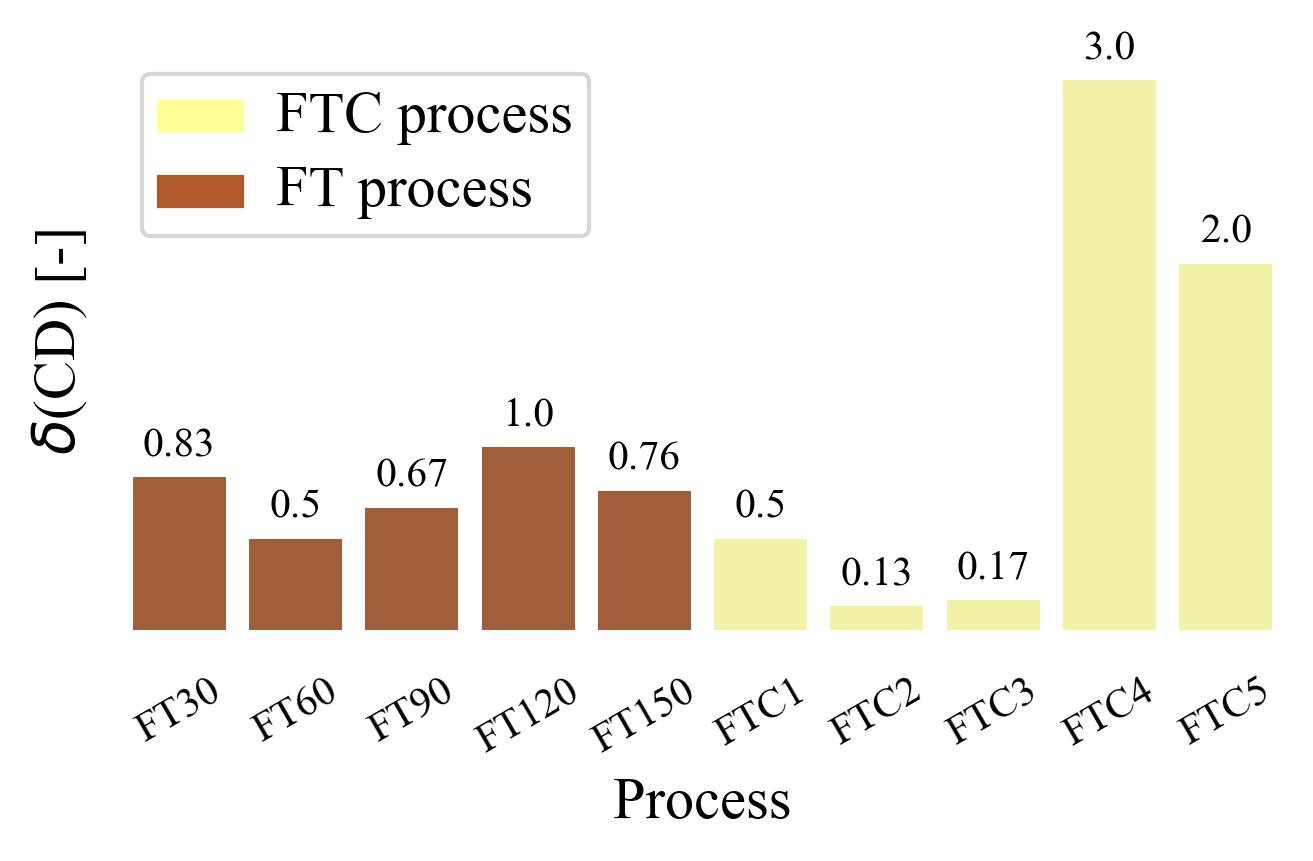 3.0
FTC process
FT process
2.0
δ(CD) [-]
1.0
0.83
0.76
0.67
0.5
0.5
0.17
0.13
FT30
FT60
FT90
FT120
FT150
FTC1
FTC2
FTC3
FTC4
FTC5
Process